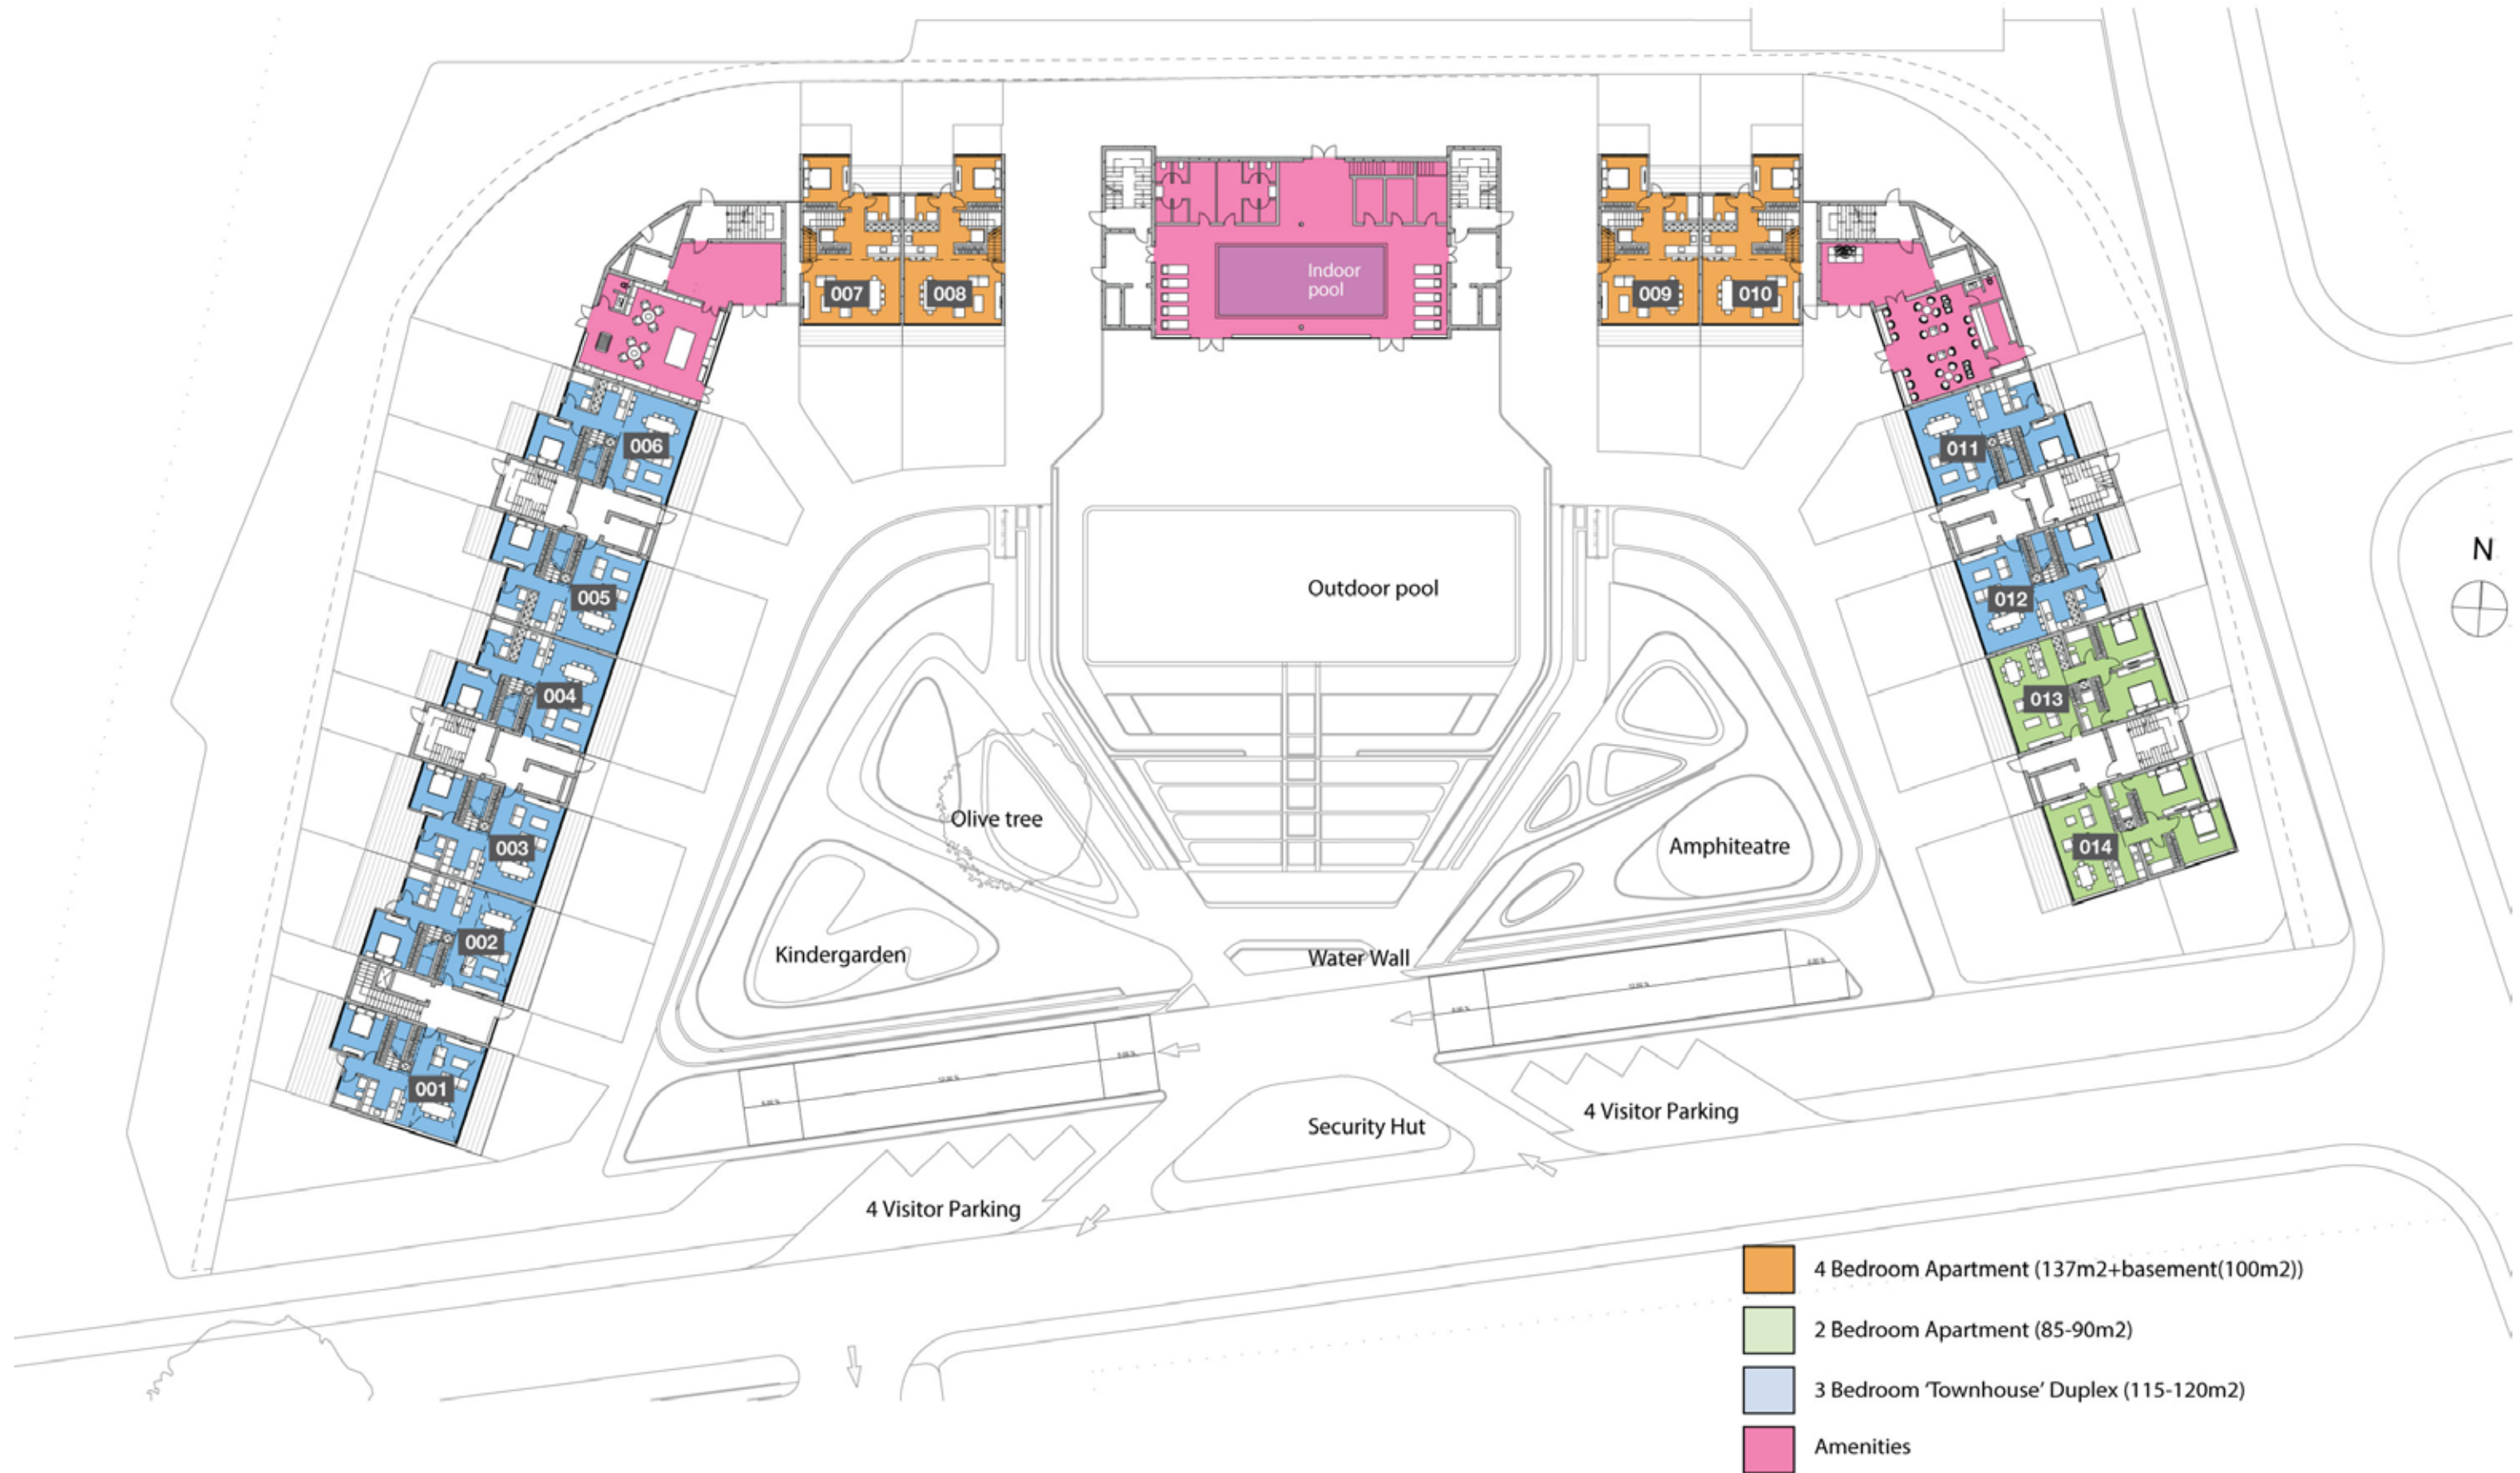 Indoor
pool
007
008
009
010
006
011
N
005
Outdoor pool
012
004
013
Olive tree
003
Amphiteatre
014
002
Kindergarden
Water Wall
001
4 Visitor Parking
Security Hut
4 Visitor Parking
4 Bedroom Apartment (137m2+basement(100m2))
2 Bedroom Apartment (85-90m2)
3 Bedroom ‘Townhouse’ Duplex (115-120m2)
Amenities